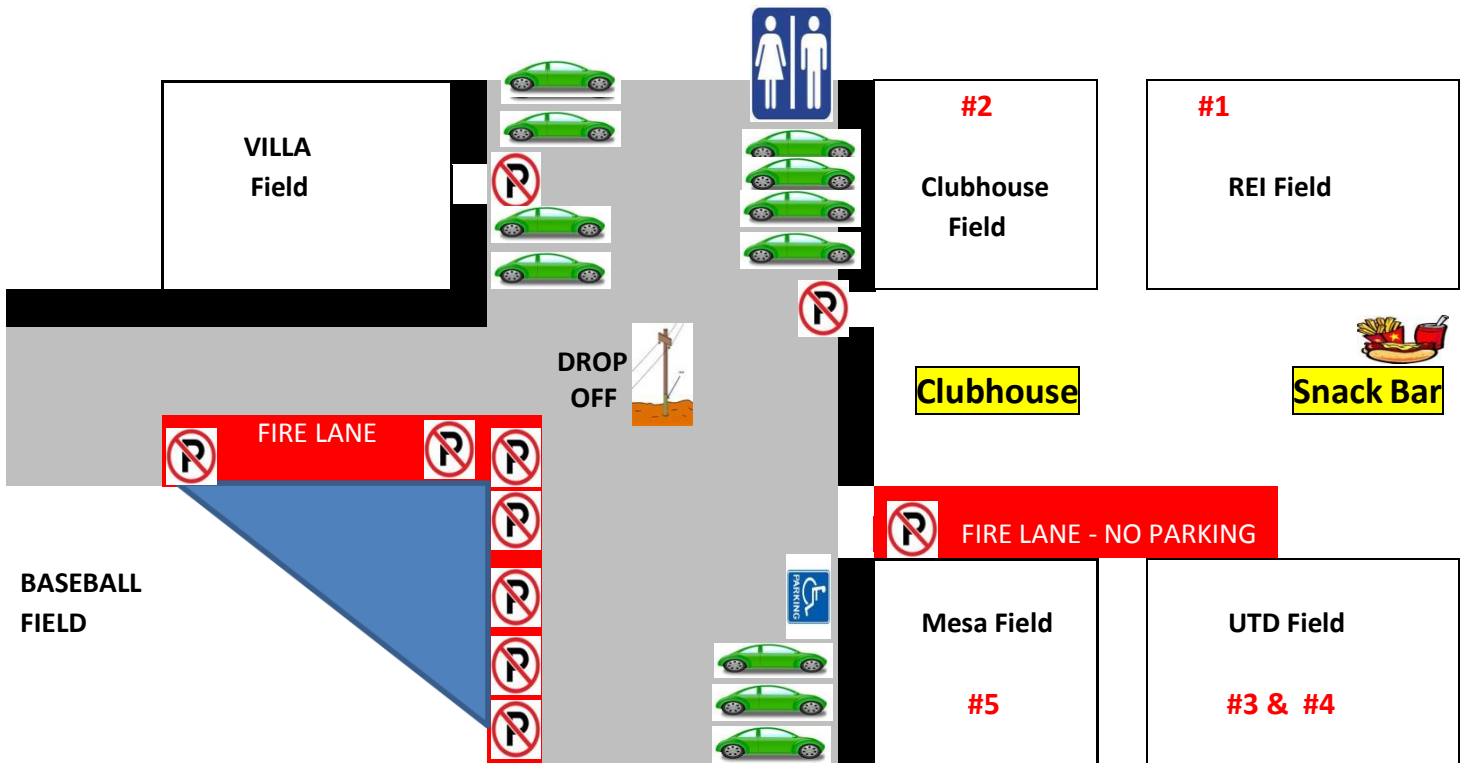 #2
#1
VILLA
Field
Clubhouse
Field
REI Field
DROP
OFF
Clubhouse
Snack Bar
FIRE LANE
P
P
P
P
P
P
P
P
P
P
FIRE LANE - NO PARKING
BASEBALL
FIELD
PARKING
Mesa Field
UTD Field
#5
#3 & #4